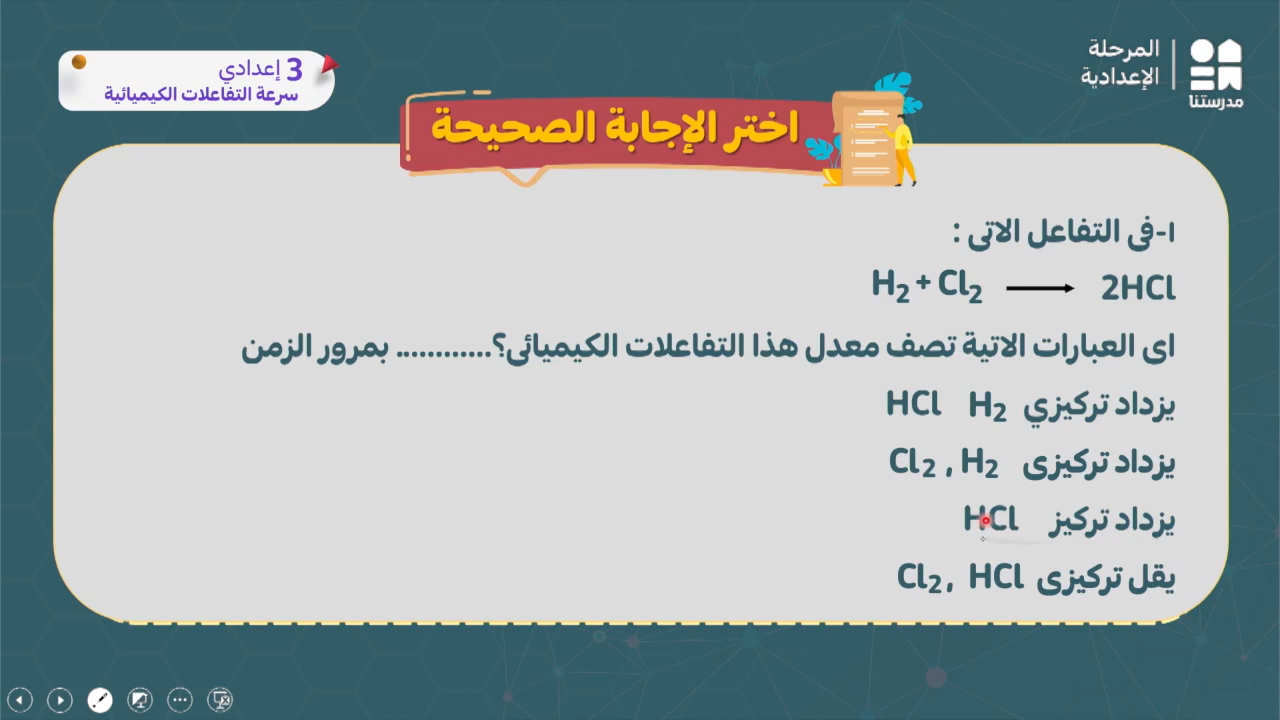 المرحلة
الإعدادية
مدرستنا
3 إعدادي
سرعة التفاعلات الكيميائية
اختر الإجابة الصحيحة
١-فى التفاعل الاتى :
H₂ + Cl₂ ⟶ 2HCl
اى العبارات الاتية تصف معدل هذا التفاعلات الكيميائى؟............ بمرور الزمن
يزداد تركيزي H₂ HCl
يزداد تركيزى Cl₂ , H₂
يزداد تركيز HCl
يقل تركيزى Cl₂ , HCl